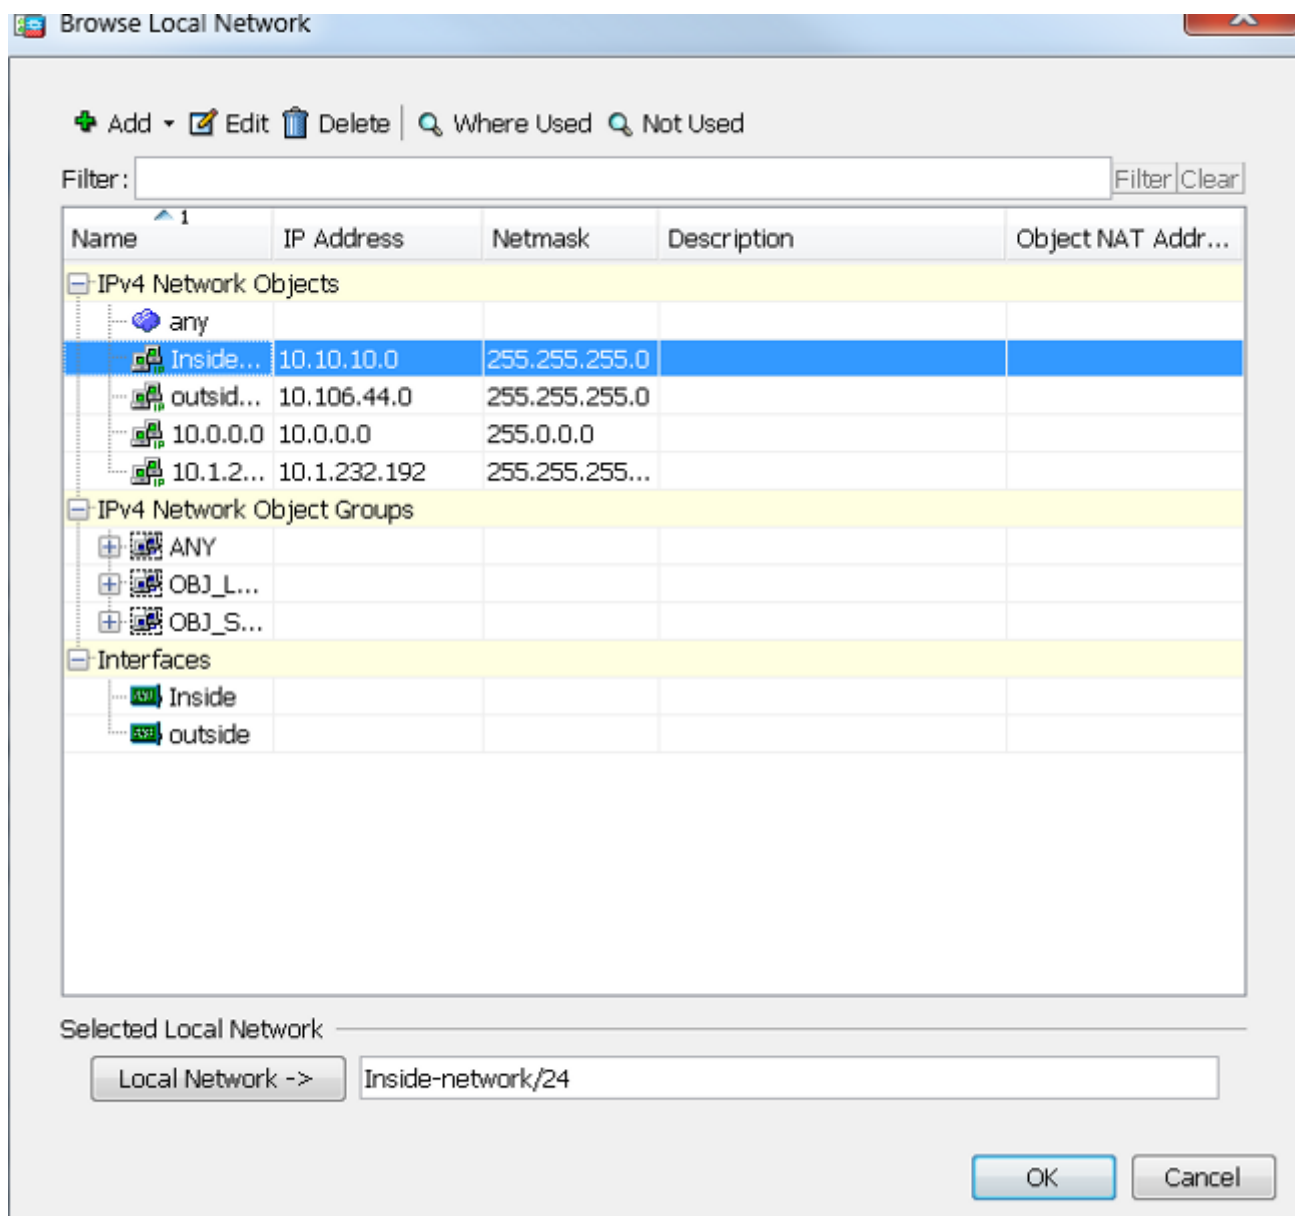 Browse Local Network
Add Edit Delete Where Used Not Used
Filter: Filter Clear
1
Name IP Address Netmask Description Object NAT Addr...
IPv4 Network Objects
any
Inside... 10.10.10.0 255.255.255.0
outsid... 10.106.44.0 255.255.255.0
10.0.0.0 10.0.0.0 255.0.0.0
10.1.2... 10.1.232.192 255.255.255...
IPv4 Network Object Groups
ANY
OBJ_L...
OBJ_S...
Interfaces
Inside
outside
Selected Local Network
Local Network -> Inside-network/24
OK Cancel